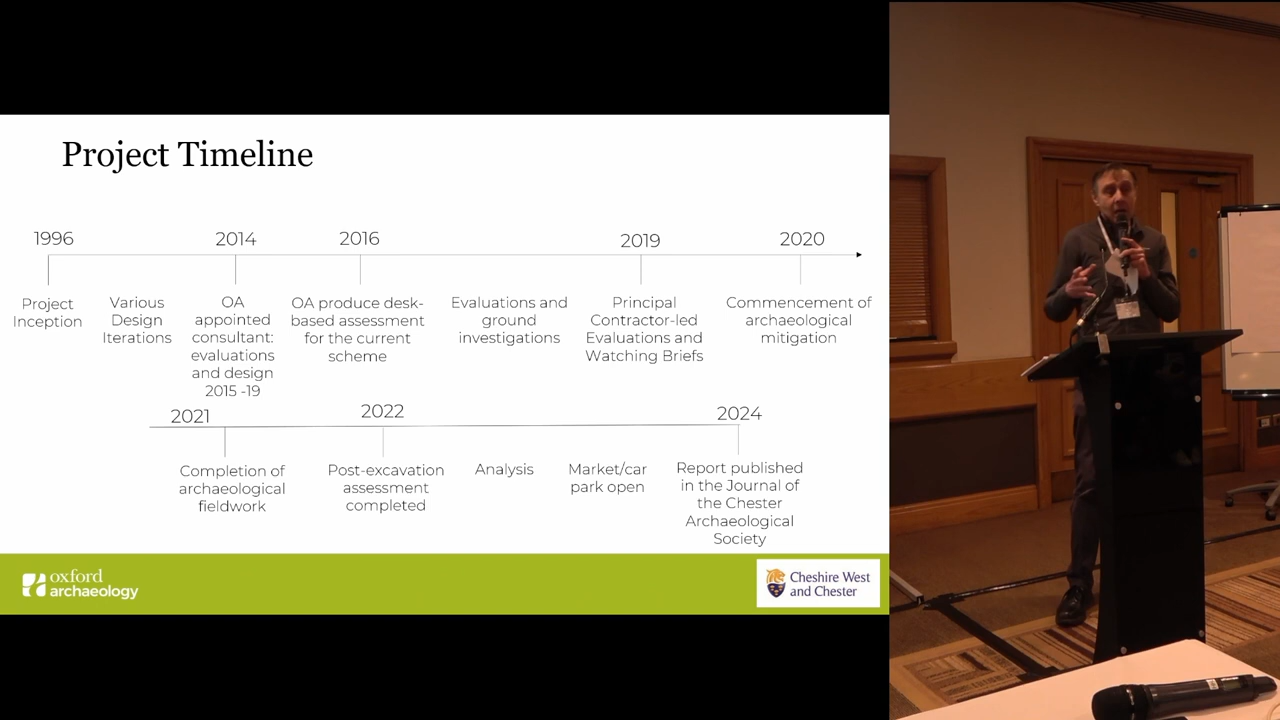 Project Timeline
1996
2014
2016
2019
2020
Project
Inception
Various
Design
Iterations
OA
appointed
consultant:
evaluations
and design
2015 -19
OA produce desk-
based assessment
for the current
scheme
Evaluations and
ground
investigations
Principal
Contractor-led
Evaluations and
Watching Briefs
Commencement of
archaeological
mitigation
2021
2022
2024
Completion of
archaeological
fieldwork
Post-excavation
assessment
completed
Analysis
Market/car
park open
Report published
in the Journal of
the Chester
Archaeological
Society
oxford
archaeology
Cheshire West
and Chester